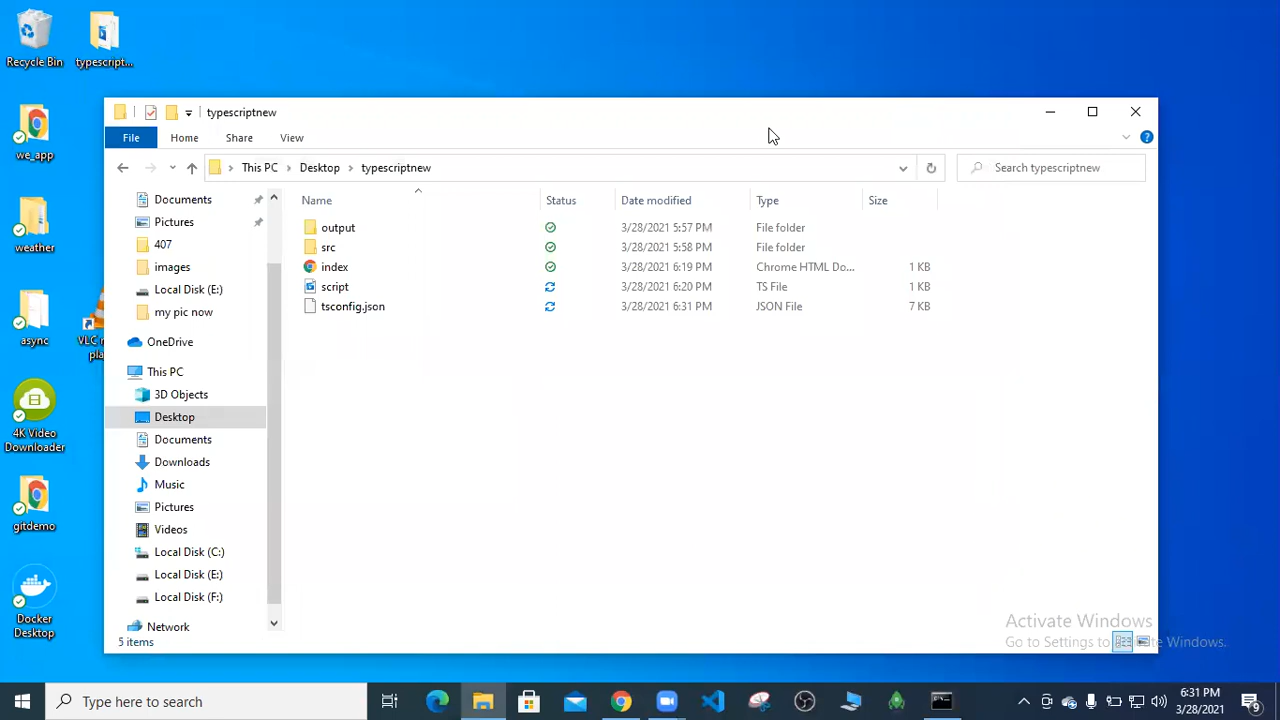 Recycle Bin
typescript...
we_app
weather
async
VLC m
pla
4K Video
Downloader
gitdemo
Docker
Desktop
typescriptnew
File
Home
Share
View
This PC
Desktop
typescriptnew
Search typescriptnew
Documents
Pictures
407
images
Local Disk (E:)
my pic now
OneDrive
This PC
3D Objects
Desktop
Documents
Downloads
Music
Pictures
Videos
Local Disk (C:)
Local Disk (E:)
Local Disk (F:)
Network
Name Status Date modified Type Size
output 3/28/2021 5:57 PM File folder
src 3/28/2021 5:58 PM File folder
index 3/28/2021 6:19 PM Chrome HTML Do... 1 KB
script 3/28/2021 6:20 PM TS File 1 KB
tsconfig.json 3/28/2021 6:31 PM JSON File 7 KB
5 items
Activate Windows
Go to Settings to activate Windows.
Type here to search
6:31 PM
3/28/2021
9